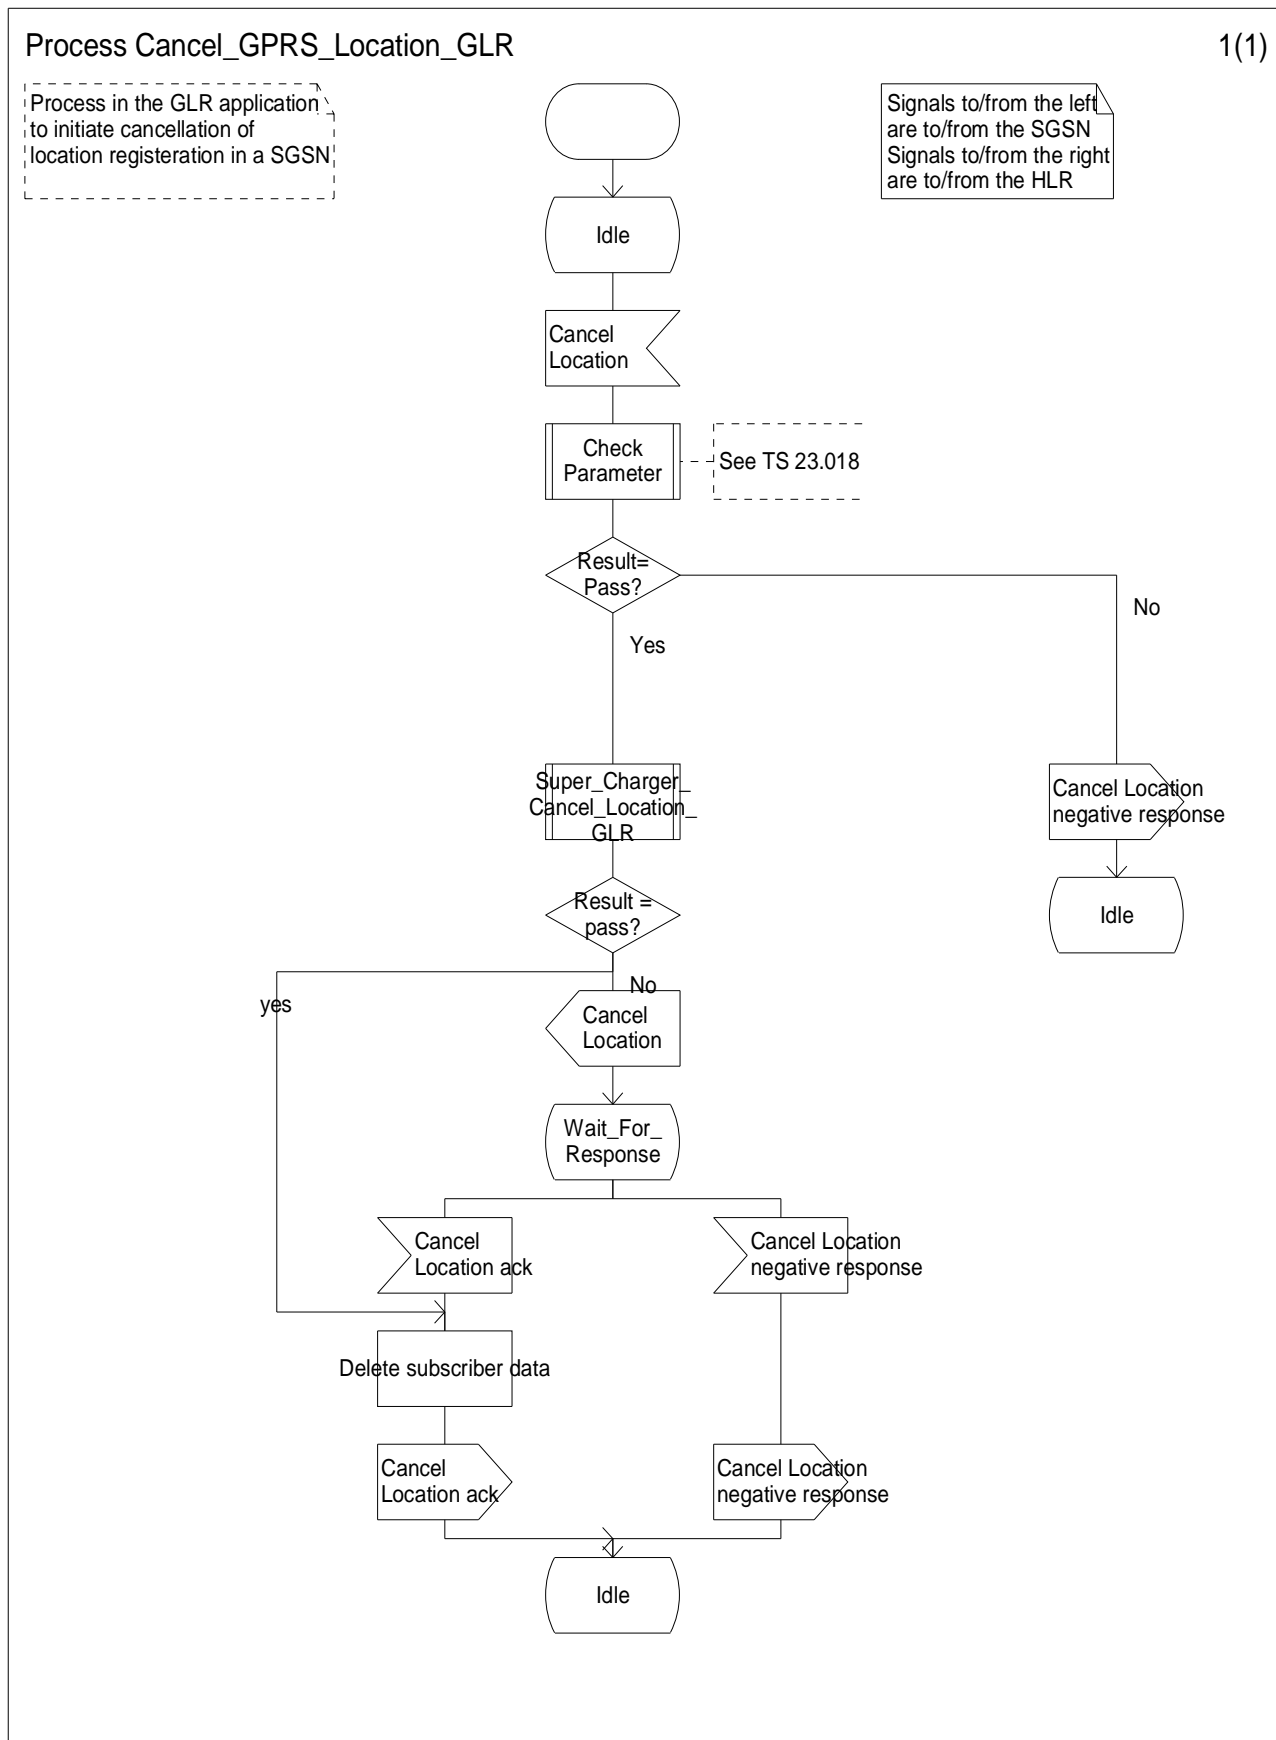 Process Cancel_GPRS_Location_GLR
1(1)
Process in the GLR application
to initiate cancellation of
location registeration in a SGSN
Signals to/from the left
are to/from the SGSN
Signals to/from the right
are to/from the HLR
Idle
Cancel
Location
Check
Parameter
See TS 23.018
Result=
Pass?
No
Yes
Super_Charger_
Cancel_Location_
GLR
Cancel Location
negative response
Result =
pass?
Idle
yes
No
Cancel
Location
Wait_For_
Response
Cancel
Location ack
Cancel Location
negative response
Delete subscriber data
Cancel
Location ack
Cancel Location
negative response
Idle